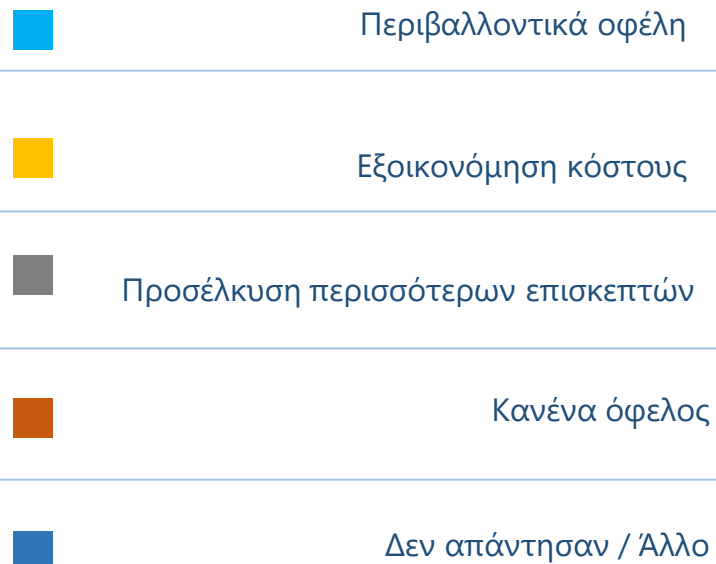 Περιβαλλοντικά οφέλη
Εξοικονόμηση κόστους
Προσέλκυση περισσότερων επισκεπτών
Κανένα όφελος
Δεν απάντησαν / Άλλο